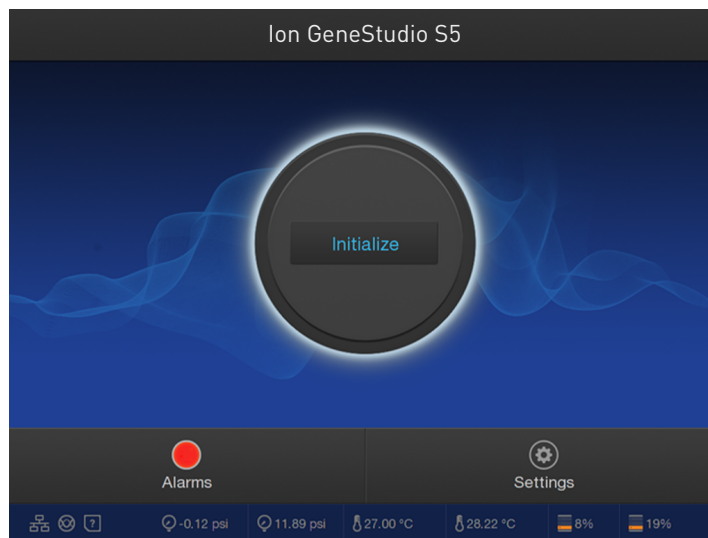 Ion GeneStudio S5
Initialize
Alarms
Settings
? -0.12 psi 11.89 psi 27.00 °C 28.22 °C 8% 19%